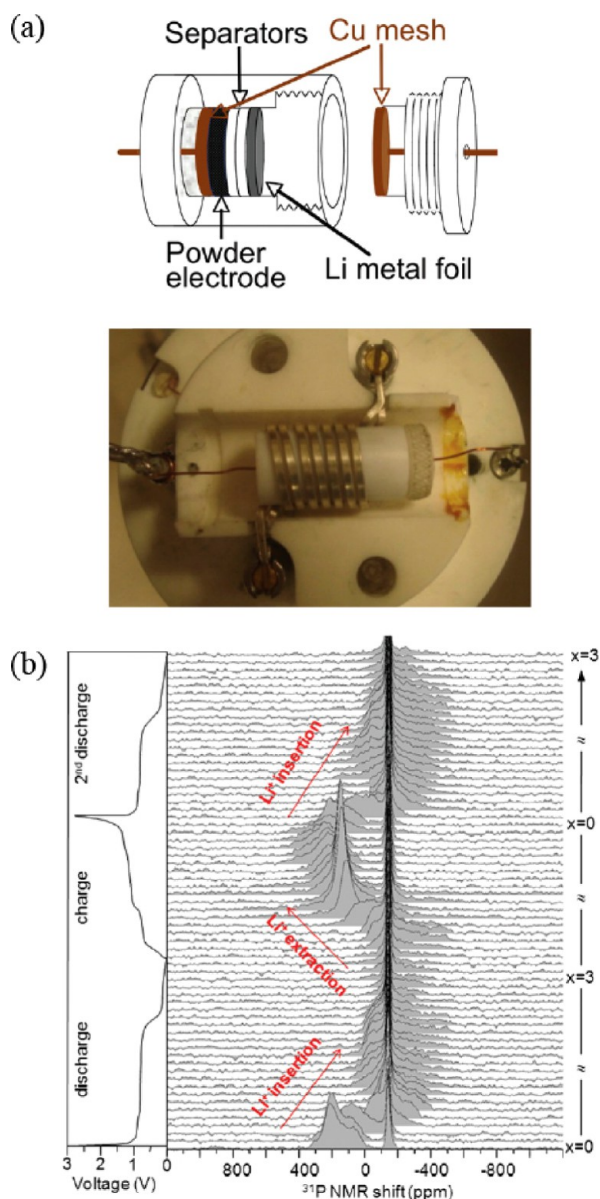 (a)
Separators
Cu mesh
Powder
electrode
Li metal foil
(b)
2nd discharge
charge
discharge
Li+ insertion
Li+ extraction
Li+ insertion
x=3
x=0
x=3
x=0
3 2 1 0
800 400 0 -400 -800
Voltage (V)
31P NMR shift (ppm)